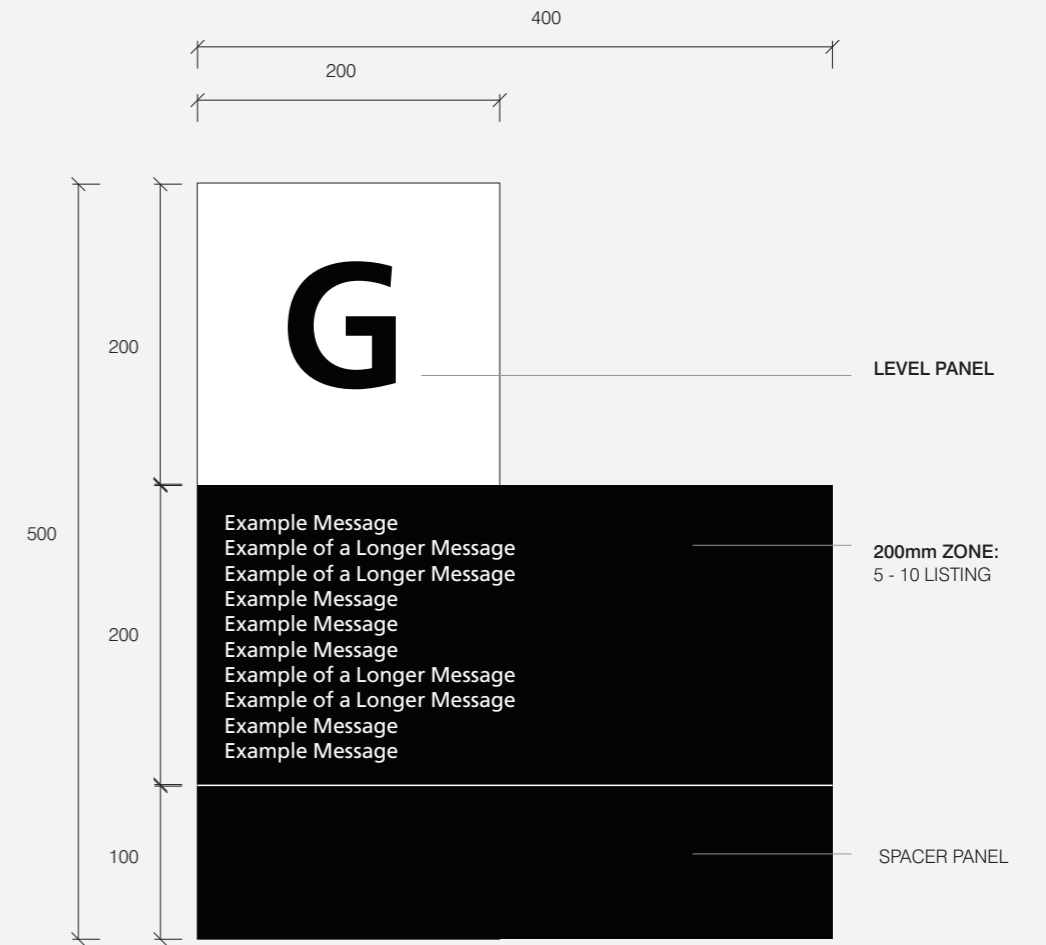 400
200
G
200
LEVEL PANEL
500
Example Message
Example of a Longer Message
Example of a Longer Message
Example Message
Example Message
Example Message
Example of a Longer Message
Example of a Longer Message
Example Message
Example Message
200mm ZONE:
5 - 10 LISTING
200
100
SPACER PANEL